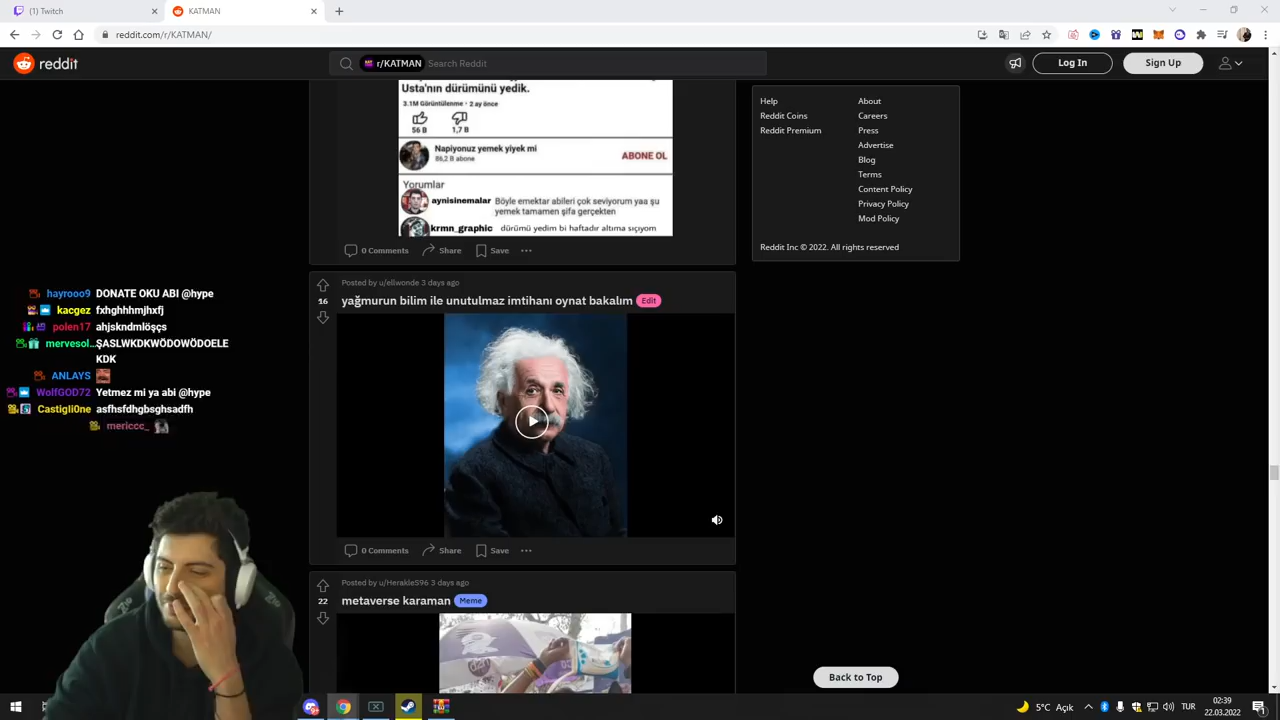 (1) Twitch
KATMAN
reddit.com/r/KATMAN/
reddit
r/KATMAN Search Reddit
Log In
Sign Up
Usta'nın dürümünü yedik.
3.1M Görüntülenme · 2 ay önce
56 B 1,7 B
Napiyonuz yemek yiyek mi
86,2 B abone
ABONE OL
Yorumlar
aynisinemalar Böyle emektar abileri çok seviyorum yaa şu
yemek tamamen şifa gerçekten
krmn_graphic dürümü yedim bi haftadır altıma sıçıyom
0 Comments Share Save
Help About
Reddit Coins Careers
Reddit Premium Press
Advertise
Blog
Terms
Content Policy
Privacy Policy
Mod Policy
Reddit Inc © 2022. All rights reserved
Posted by u/ellwonde 3 days ago
16 yağmurun bilim ile unutulmaz imtihanı oynat bakalım Edit
hayrooo9 DONATE OKU ABI @hype
kacgez fxhghhhmjhxfj
polen17 ahjskndmlöşçs
mervesol... ŞASLWKDKWÖDOWÖDOELE
KDK
ANLAYS
WolfGOD72 Yetmez mi ya abi @hype
Castigli0ne asfhsfdhgbsghsadfh
mericcc_
0 Comments Share Save
Posted by u/HerakleS96 3 days ago
22 metaverse karaman Meme
Back to Top
5°C Açık
TUR
02:39
22.03.2022